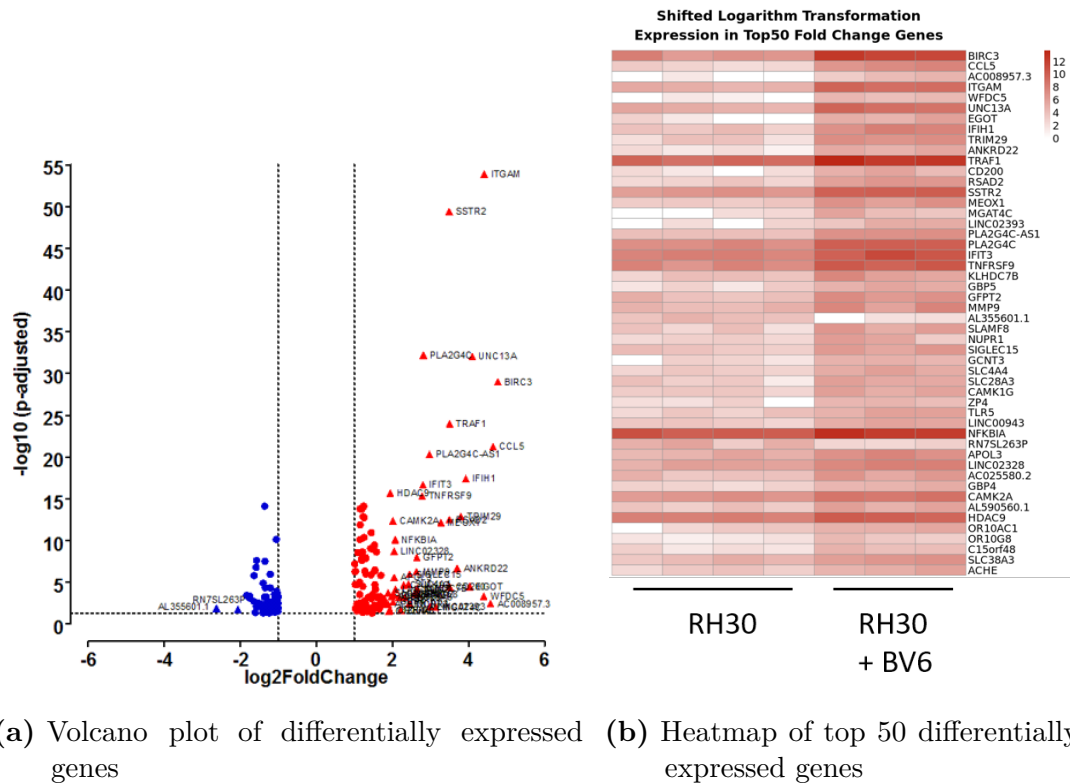 Shifted Logarithm Transformation
Expression in Top50 Fold Change Genes
BIRC3
CCL5
AC008957.3
ITGAM
WFDC5
UNC13A
EGOT
IFIH1
TRIM29
ANKRD22
TRAF1
CD200
RSAD2
SSTR2
MEOX1
MGAT4C
LINC02393
PLA2G4C-AS1
PLA2G4C
IFIT3
TNFRSF9
KLHDC7B
GBP5
GFPT2
MMP9
AL355601.1
SLAMF8
NUPR1
SIGLEC15
GCNT3
SLC4A4
SLC28A3
CAMK1G
ZP4
TLR5
LINC00943
NFKBIA
RN7SL263P
APOL3
LINC02328
AC025580.2
GBP4
CAMK2A
AL590560.1
HDAC9
OR10AC1
OR10G8
C15orf48
SLC38A3
ACHE
12
10
8
6
4
2
0
RH30
RH30
+ BV6
-log10 (p-adjusted)
55
50
45
40
35
30
25
20
15
10
5
0
ITGAM
SSTR2
PLA2G4C
UNC13A
BIRC3
TRAF1
CCL5
PLA2G4C-AS1
IFIH1
IFIT3
HDAC9
TNFRSF9
TRIM29
CAMK2A
MEOX1
NFKBIA
LINC02328
GFPT2
ANKRD22
MMP9
SIGLEC15
EGOT
WFDC5
AC008957.3
RN7SL263P
AL355601.1
-6
-4
-2
0
2
4
6
log2FoldChange
(a) Volcano plot of differentially expressed
genes
(b) Heatmap of top 50 differentially
expressed genes